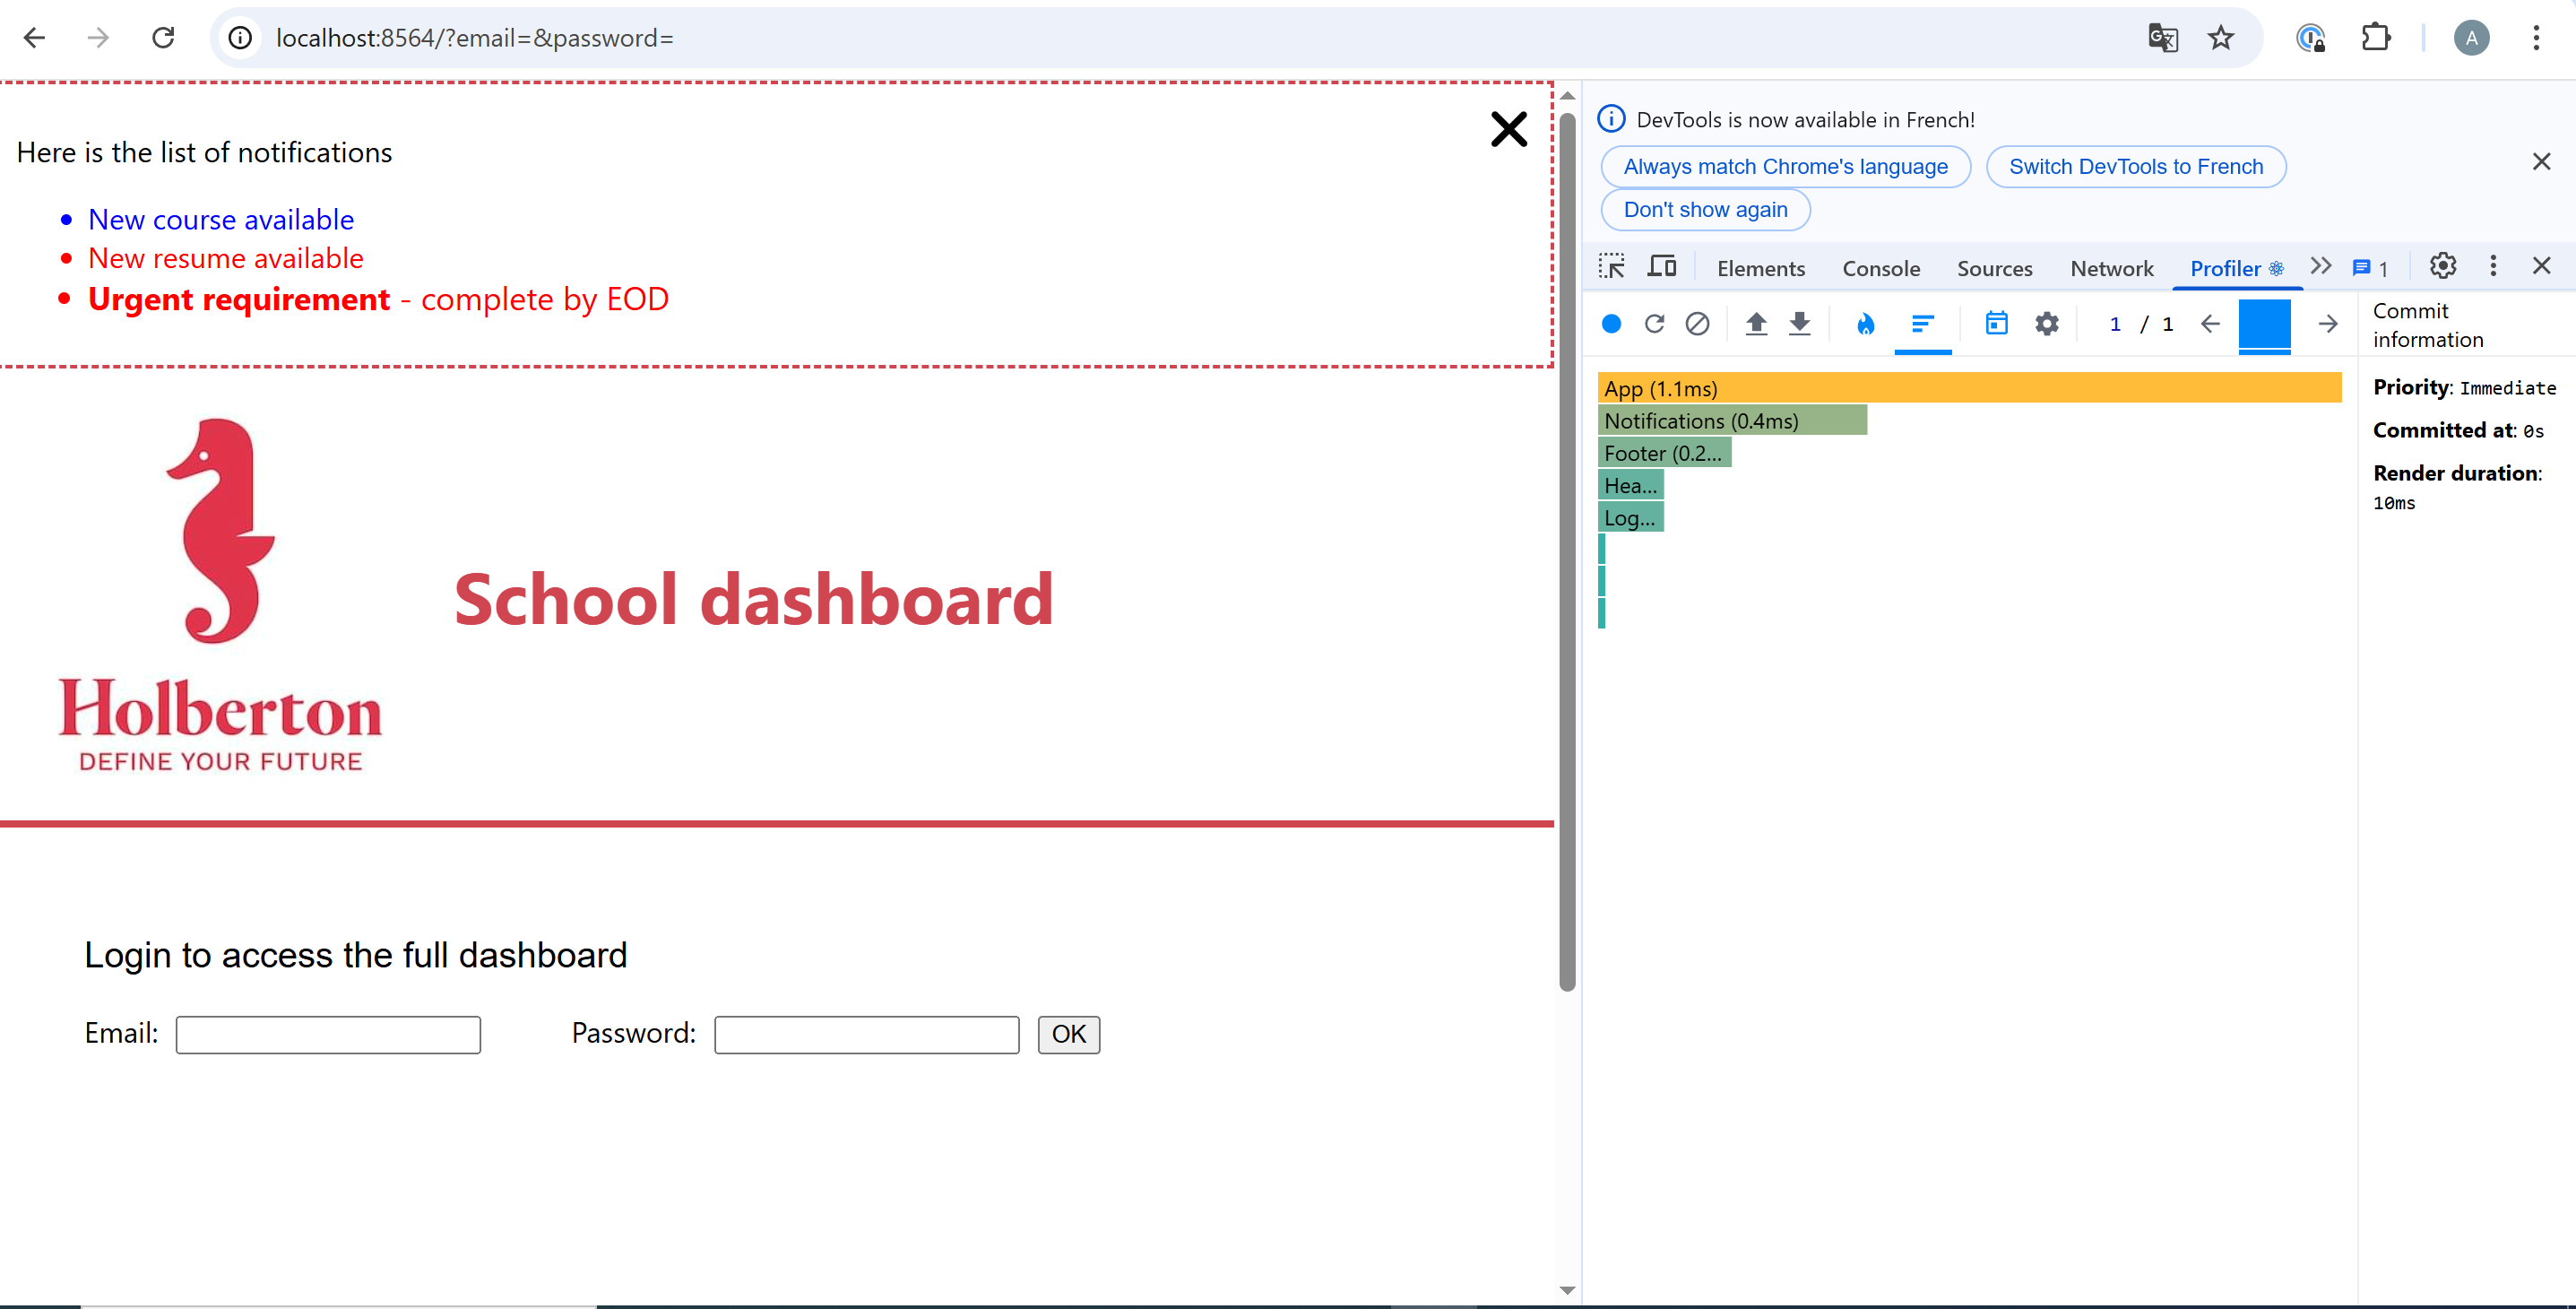 localhost:8564/?email=&password=
A
Here is the list of notifications
New course available
New resume available
Urgent requirement - complete by EOD
Holberton
DEFINE YOUR FUTURE
School dashboard
Login to access the full dashboard
Email:
Password:
OK
DevTools is now available in French!
Always match Chrome's language
Switch DevTools to French
Don't show again
Elements
Console
Sources
Network
Profiler
1
1 / 1
Commit
information
App (1.1ms)
Notifications (0.4ms)
Footer (0.2...
Hea...
Log...
Priority: Immediate
Committed at: 0s
Render duration:
10ms